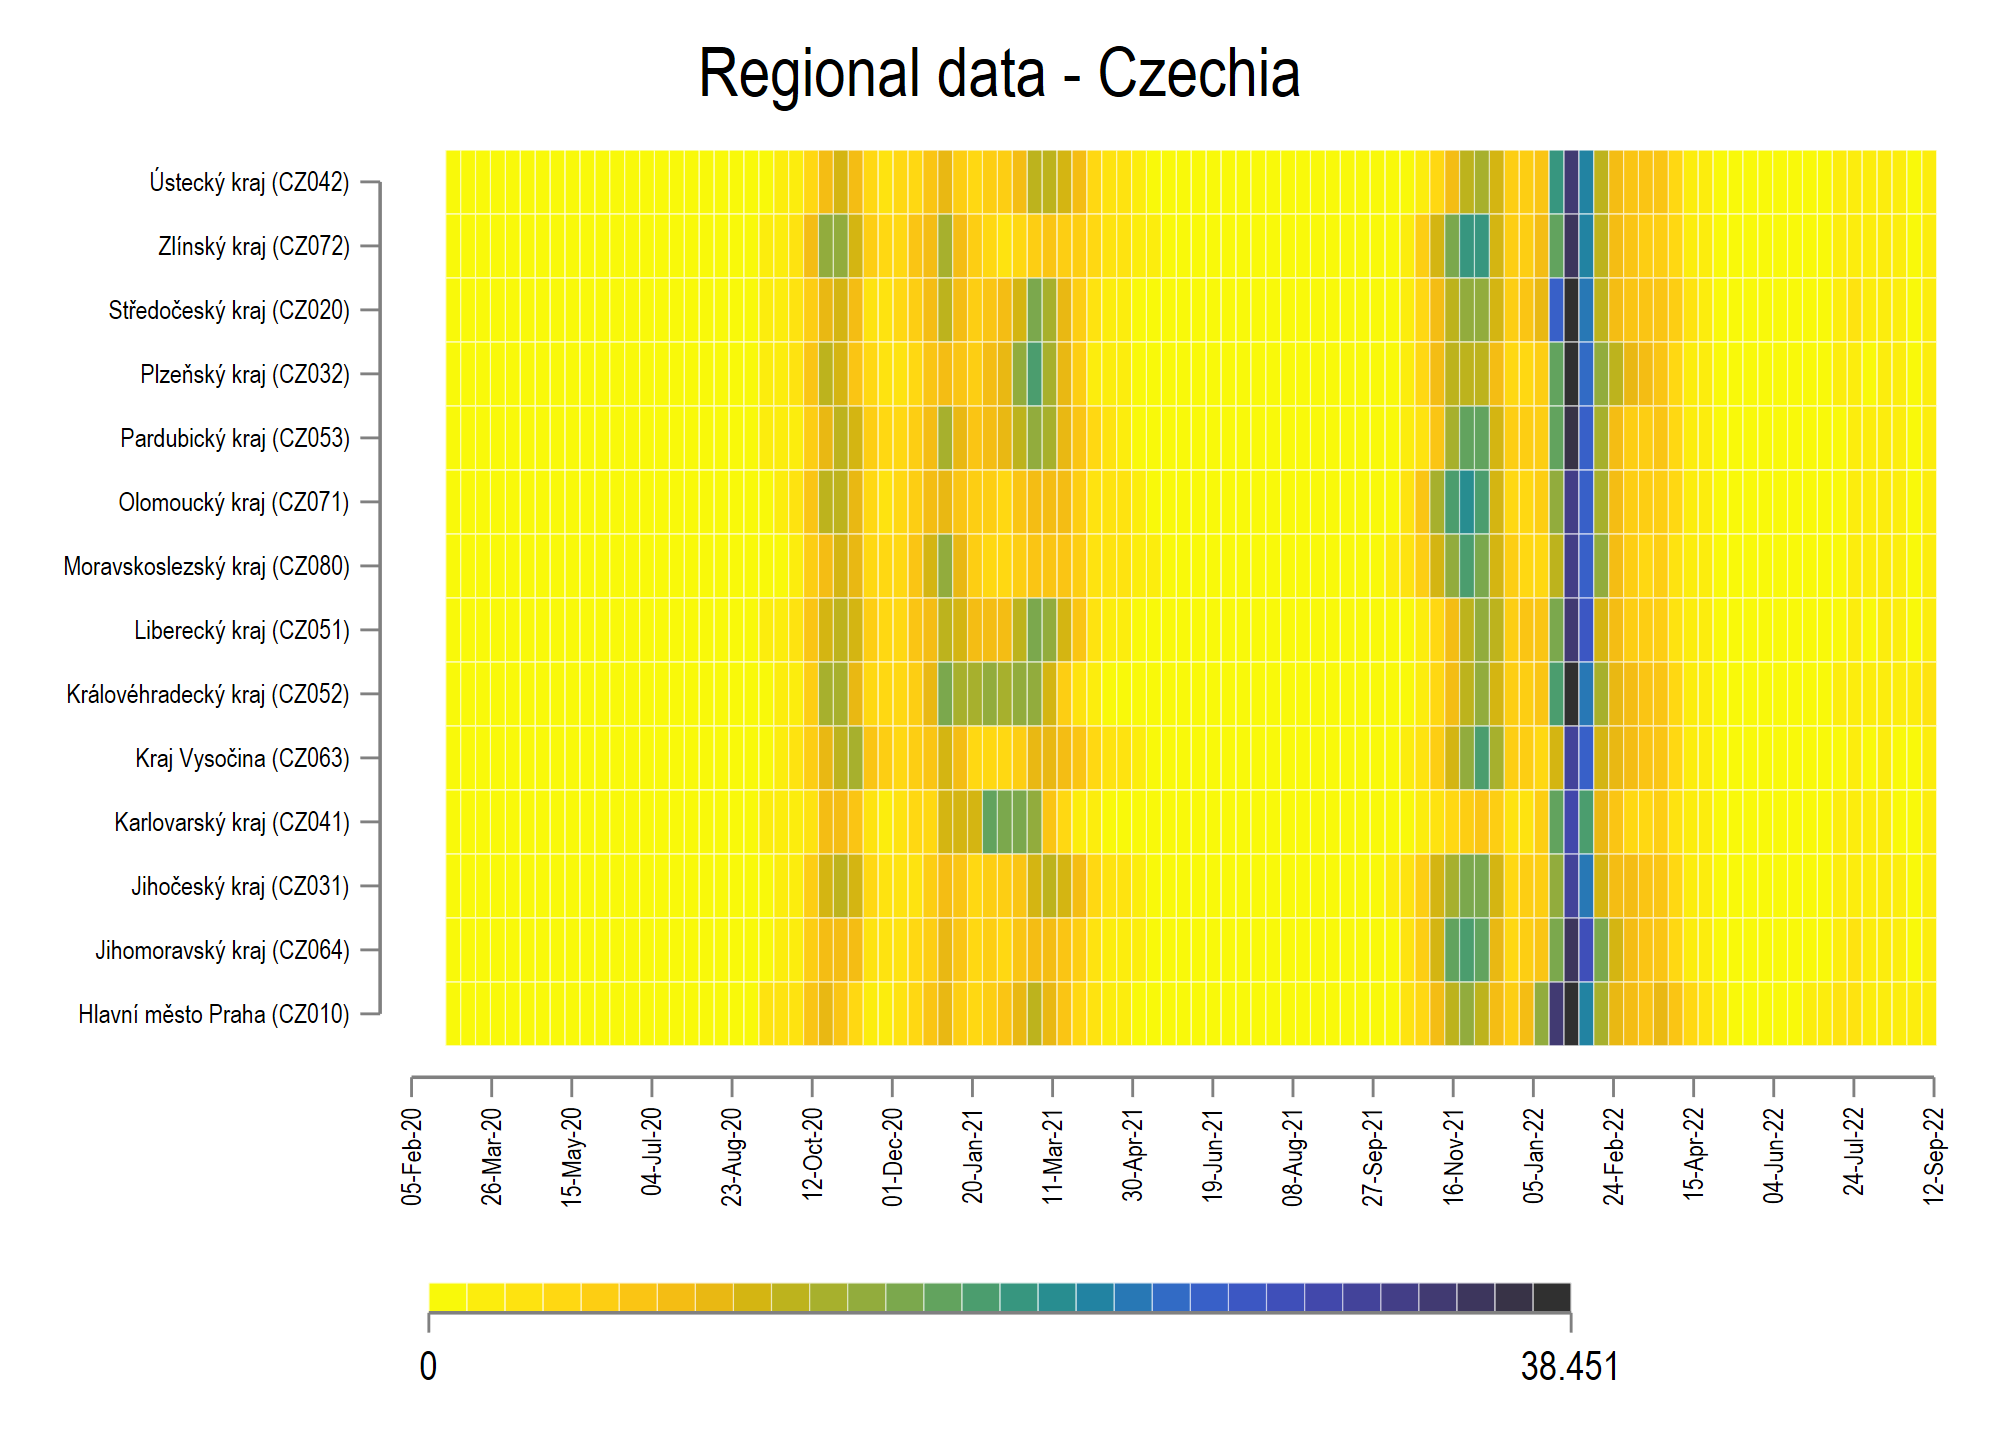 Regional data - Czechia
Ústecký kraj (CZ042)
Zlínský kraj (CZ072)
Středočeský kraj (CZ020)
Plzeňský kraj (CZ032)
Pardubický kraj (CZ053)
Olomoucký kraj (CZ071)
Moravskoslezský kraj (CZ080)
Liberecký kraj (CZ051)
Královéhradecký kraj (CZ052)
Kraj Vysočina (CZ063)
Karlovarský kraj (CZ041)
Jihočeský kraj (CZ031)
Jihomoravský kraj (CZ064)
Hlavní město Praha (CZ010)
05-Feb-20
26-Mar-20
15-May-20
04-Jul-20
23-Aug-20
12-Oct-20
01-Dec-20
20-Jan-21
11-Mar-21
30-Apr-21
19-Jun-21
08-Aug-21
27-Sep-21
16-Nov-21
05-Jan-22
24-Feb-22
15-Apr-22
04-Jun-22
24-Jul-22
12-Sep-22
0
38.451